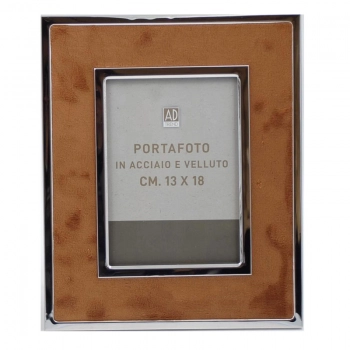 AD
PORTAFOTO
IN ACCIAIO E VELLUTO
CM. 13 X 18